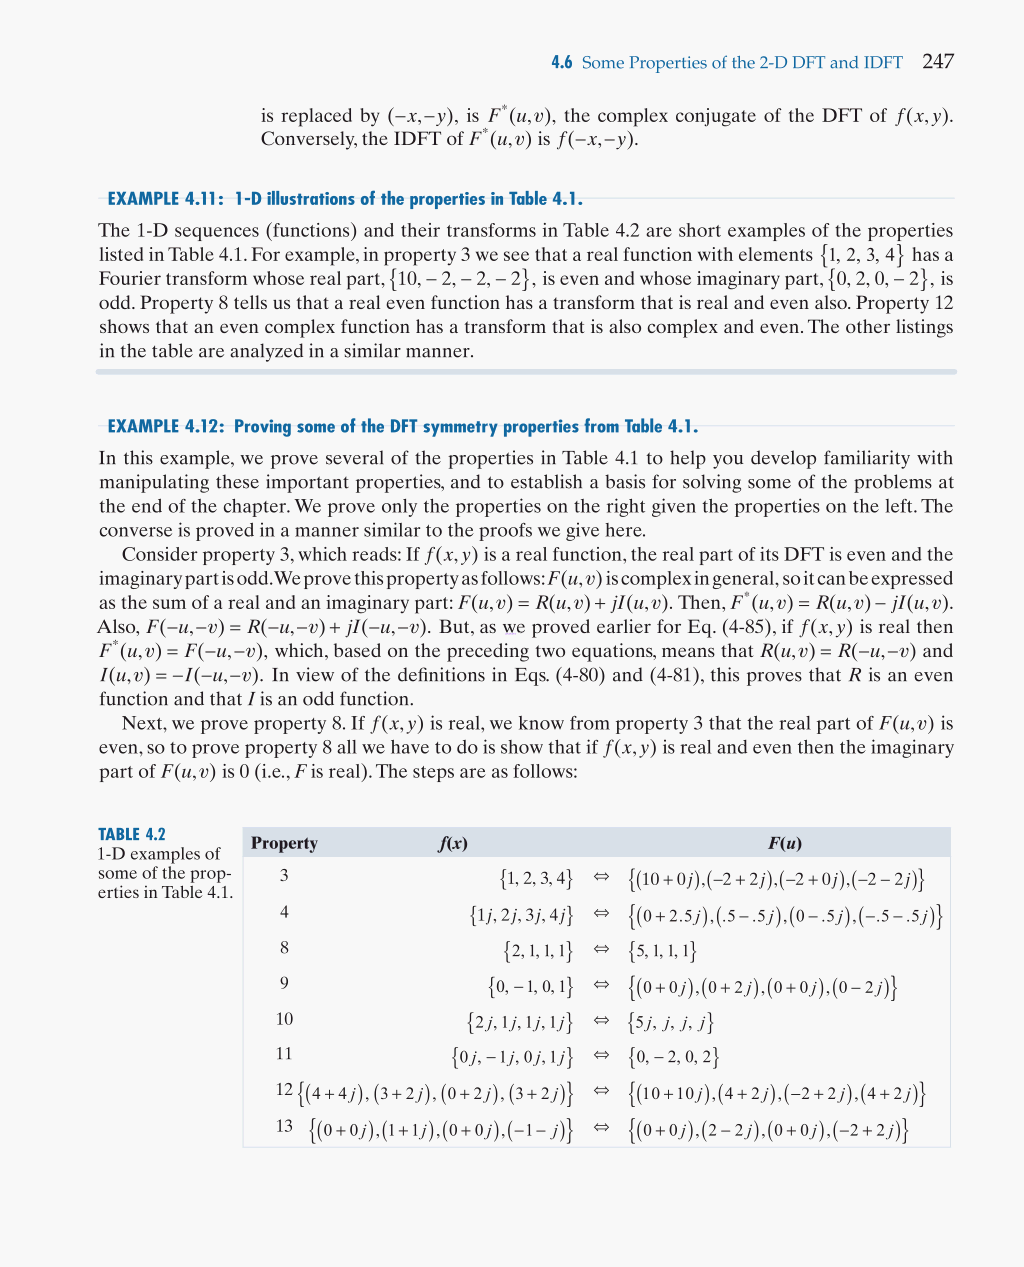 4.6 Some Properties of the 2-D DFT and IDFT 247
is replaced by (−x,−y), is F*(u,v), the complex conjugate of the DFT of f(x,y).
Conversely, the IDFT of F*(u,v) is f(−x,−y).
EXAMPLE 4.11: 1-D illustrations of the properties in Table 4.1.
The 1-D sequences (functions) and their transforms in Table 4.2 are short examples of the properties
listed in Table 4.1. For example, in property 3 we see that a real function with elements {1, 2, 3, 4} has a
Fourier transform whose real part, {10, − 2, − 2, − 2}, is even and whose imaginary part, {0, 2, 0, − 2}, is
odd. Property 8 tells us that a real even function has a transform that is real and even also. Property 12
shows that an even complex function has a transform that is also complex and even. The other listings
in the table are analyzed in a similar manner.
EXAMPLE 4.12: Proving some of the DFT symmetry properties from Table 4.1.
In this example, we prove several of the properties in Table 4.1 to help you develop familiarity with
manipulating these important properties, and to establish a basis for solving some of the problems at
the end of the chapter. We prove only the properties on the right given the properties on the left. The
converse is proved in a manner similar to the proofs we give here.
Consider property 3, which reads: If f(x,y) is a real function, the real part of its DFT is even and the
imaginary part is odd. We prove this property as follows: F(u,v) is complex in general, so it can be expressed
as the sum of a real and an imaginary part: F(u,v) = R(u,v) + jI(u,v). Then, F*(u,v) = R(u,v) − jI(u,v).
Also, F(−u,−v) = R(−u,−v) + jI(−u,−v). But, as we proved earlier for Eq. (4-85), if f(x,y) is real then
F*(u,v) = F(−u,−v), which, based on the preceding two equations, means that R(u,v) = R(−u,−v) and
I(u,v) = −I(−u,−v). In view of the definitions in Eqs. (4-80) and (4-81), this proves that R is an even
function and that I is an odd function.
Next, we prove property 8. If f(x,y) is real, we know from property 3 that the real part of F(u,v) is
even, so to prove property 8 all we have to do is show that if f(x,y) is real and even then the imaginary
part of F(u,v) is 0 (i.e., F is real). The steps are as follows:
TABLE 4.2
1-D examples of
some of the prop-
erties in Table 4.1.
Property f(x) F(u)
3 {1, 2, 3, 4} ⇔ {(10 + 0j),(−2 + 2j),(−2 + 0j),(−2 − 2j)}
4 {1j, 2j, 3j, 4j} ⇔ {(0 + 2.5j),(.5 − .5j),(0 − .5j),(−.5 − .5j)}
8 {2, 1, 1, 1} ⇔ {5, 1, 1, 1}
9 {0, −1, 0, 1} ⇔ {(0 + 0j),(0 + 2j),(0 + 0j),(0 − 2j)}
10 {2j, 1j, 1j, 1j} ⇔ {5j, j, j, j}
11 {0j, −1j, 0j, 1j} ⇔ {0, − 2, 0, 2}
12 {(4 + 4j), (3 + 2j), (0 + 2j), (3 + 2j)} ⇔ {(10 + 10j),(4 + 2j),(−2 + 2j),(4 + 2j)}
13 {(0 + 0j),(1 + 1j),(0 + 0j),(−1 − j)} ⇔ {(0 + 0j),(2 − 2j),(0 + 0j),(−2 + 2j)}